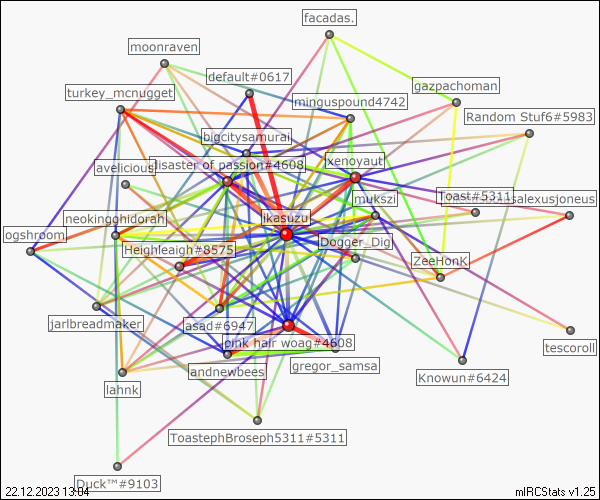 facadas.
moonraven
default#0617
gazpachoman
turkey_mcnugget
minguspound4742
Random Stuf6#5983
bigcitysamurai
xenoyaut
disaster of passion#4608
avelicious
mukszi
Toast#5311
neokingghidorah
ikasuzu
ogshroom
Dogger_Dig
Heighleaigh#8575
ZeeHonK
jarlbreadmaker
asad#6947
pink hair woag#4608
tescoroll
gregor_samsa
andnewbees
Knowun#6424
lahnk
ToastephBroseph5311#5311
Duck™#9103
22.12.2023 13:04
mIRCStats v1.25